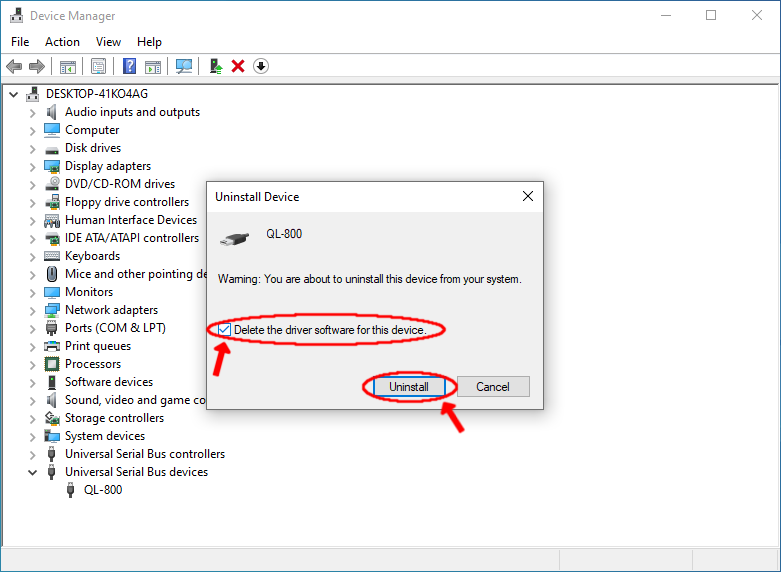 Device Manager
File Action View Help
DESKTOP-41KO4AG
Audio inputs and outputs
Computer
Disk drives
Display adapters
DVD/CD-ROM drives
Floppy drive controllers
Human Interface Devices
IDE ATA/ATAPI controllers
Keyboards
Mice and other pointing de
Monitors
Network adapters
Ports (COM & LPT)
Print queues
Processors
Software devices
Sound, video and game co
Storage controllers
System devices
Universal Serial Bus controllers
Universal Serial Bus devices
QL-800
Uninstall Device
QL-800
Warning: You are about to uninstall this device from your system.
Delete the driver software for this device.
Uninstall Cancel